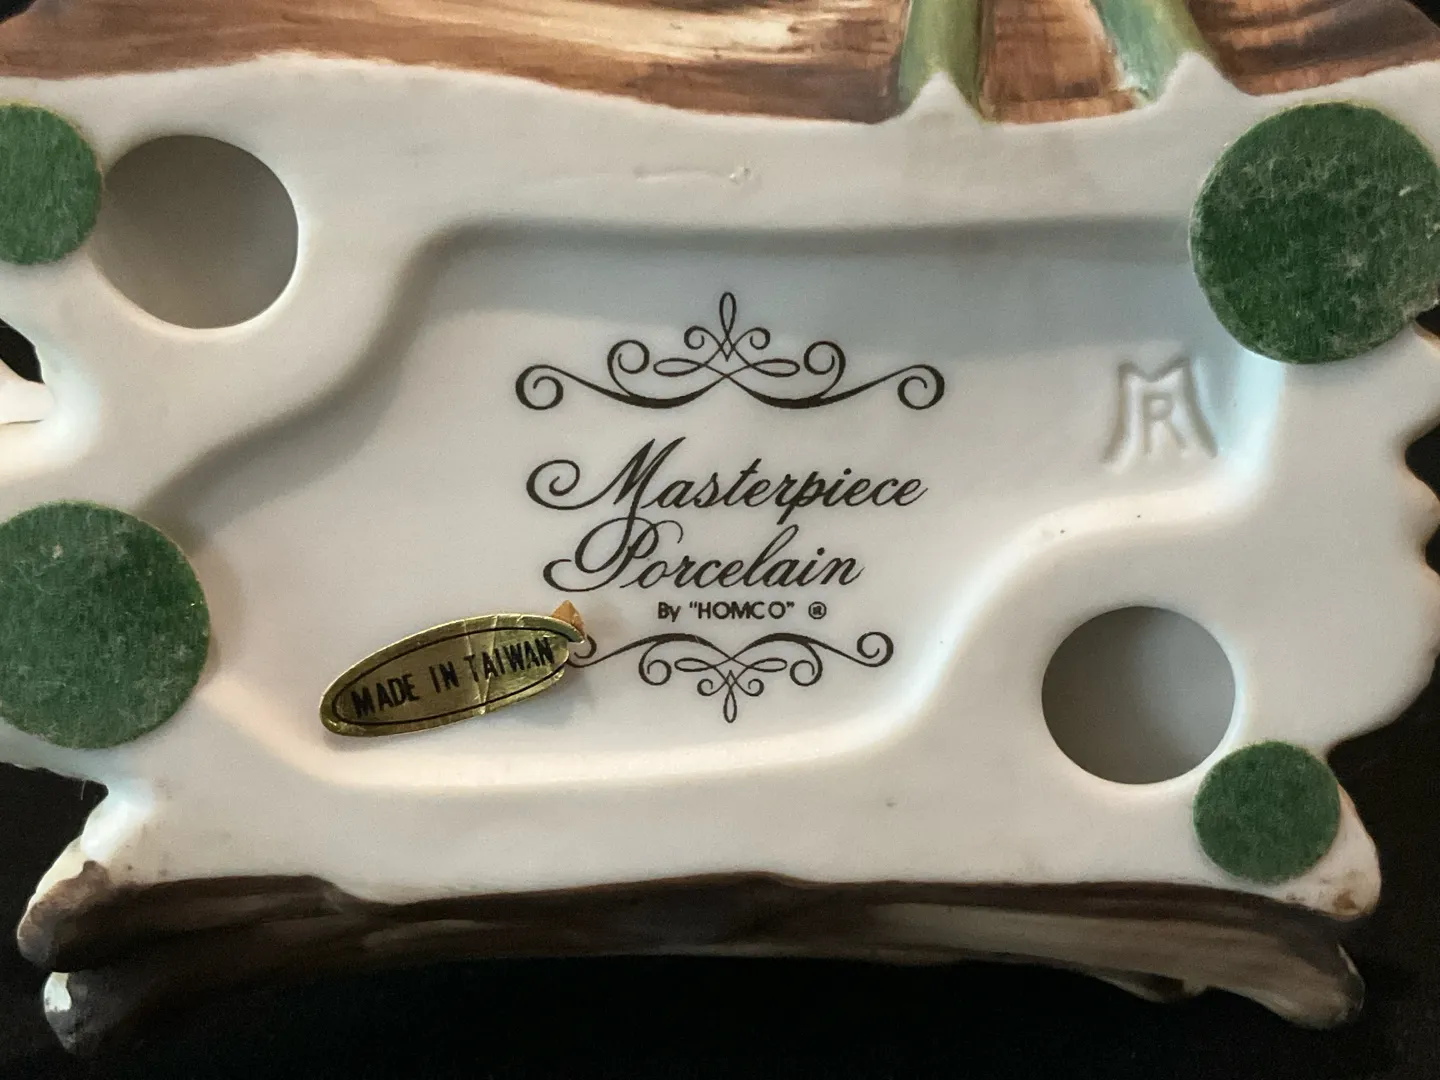 Masterpiece
Porcelain
By "HOMCO" ®
MADE IN TAIWAN
MR